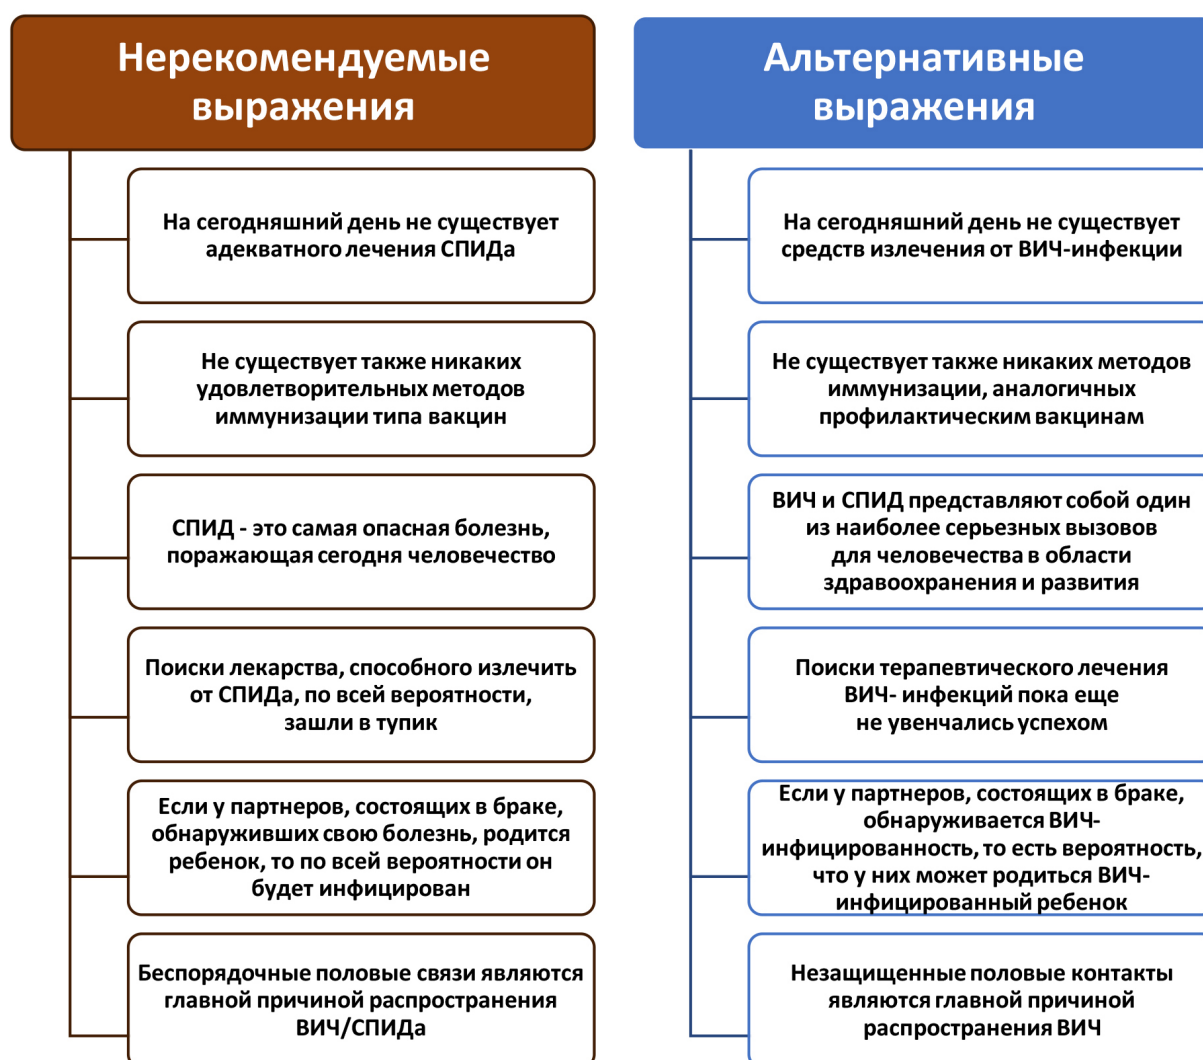 Нерекомендуемые
выражения
На сегодняшний день не существует
адекватного лечения СПИДа
Не существует также никаких
удовлетворительных методов
иммунизации типа вакцин
СПИД - это самая опасная болезнь,
поражающая сегодня человечество
Поиски лекарства, способного излечить
от СПИДа, по всей вероятности,
зашли в тупик
Если у партнеров, состоящих в браке,
обнаруживших свою болезнь, родится
ребенок, то по всей вероятности он
будет инфицирован
Беспорядочные половые связи являются
главной причиной распространения
ВИЧ/СПИДа
Альтернативные
выражения
На сегодняшний день не существует
средств излечения от ВИЧ-инфекции
Не существует также никаких методов
иммунизации, аналогичных
профилактическим вакцинам
ВИЧ и СПИД представляют собой один
из наиболее серьезных вызовов
для человечества в области
здравоохранения и развития
Поиски терапевтического лечения
ВИЧ- инфекций пока еще
не увенчались успехом
Если у партнеров, состоящих в браке,
обнаруживается ВИЧ-
инфицированность, то есть вероятность,
что у них может родиться ВИЧ-
инфицированный ребенок
Незащищенные половые контакты
являются главной причиной
распространения ВИЧ